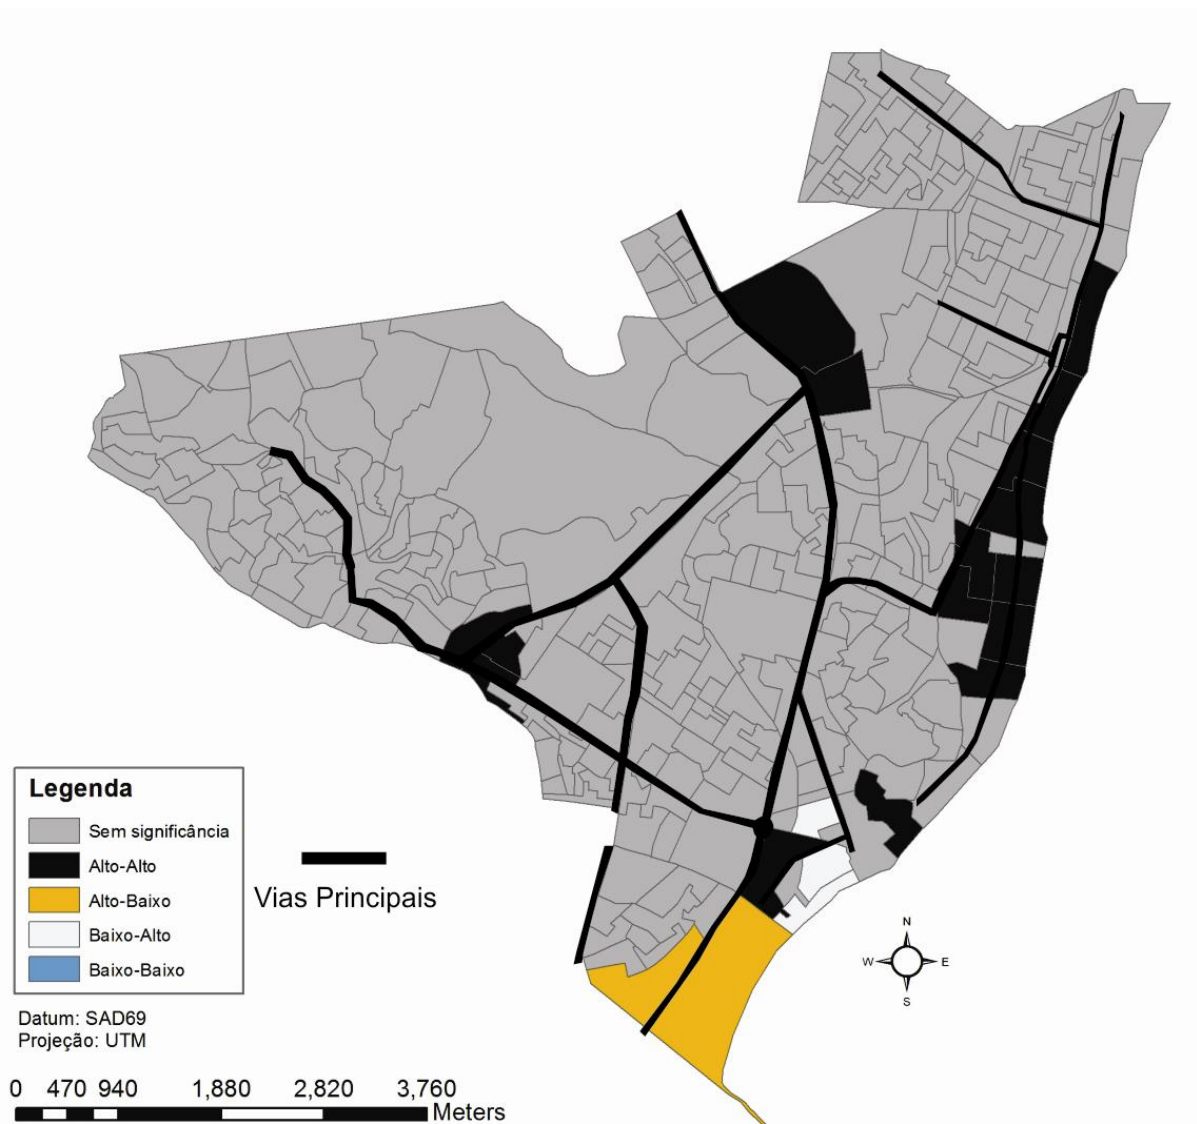 Legenda
Sem significância
Alto-Alto
Alto-Baixo
Baixo-Alto
Baixo-Baixo
Vias Principais
N
W
E
S
Datum: SAD69
Projeção: UTM
0 470 940 1,880 2,820 3,760
Meters